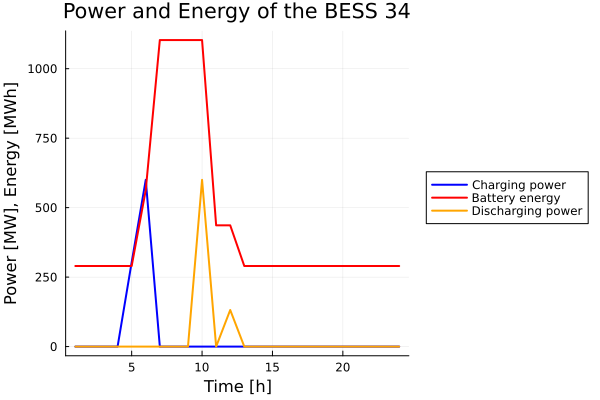 Power and Energy of the BESS 34
Power [MW], Energy [MWh]
1000
750
500
250
0
5
10
15
20
Time [h]
Charging power
Battery energy
Discharging power